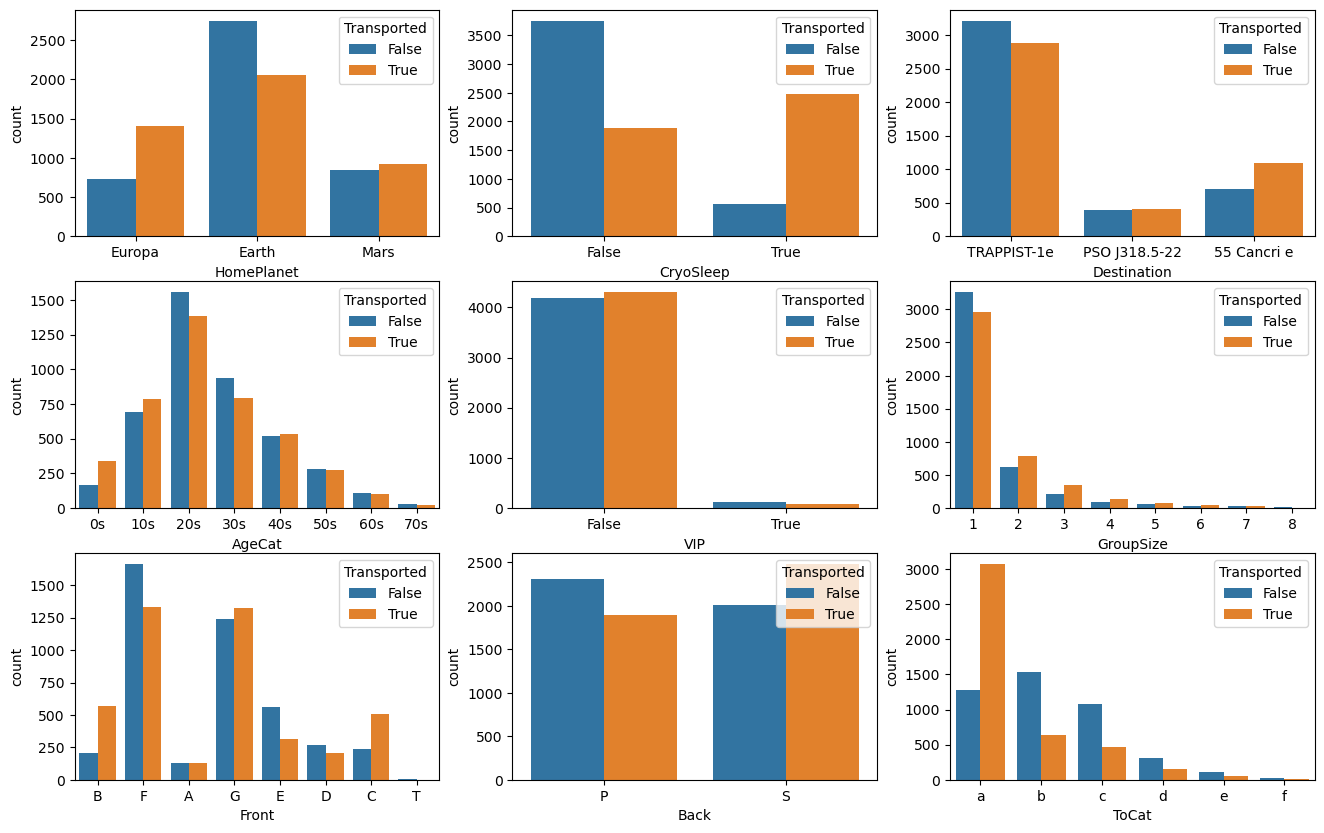 2500
2000
1500
1000
500
0
count
Europa Earth Mars
HomePlanet
Transported
False
True
3500
3000
2500
2000
1500
1000
500
0
count
False True
CryoSleep
Transported
False
True
3000
2500
2000
1500
1000
500
0
count
TRAPPIST-1e PSO J318.5-22 55 Cancri e
Destination
Transported
False
True
1500
1250
1000
750
500
250
0
count
0s 10s 20s 30s 40s 50s 60s 70s
AgeCat
Transported
False
True
4000
3000
2000
1000
0
count
False True
VIP
Transported
False
True
3000
2500
2000
1500
1000
500
0
count
1 2 3 4 5 6 7 8
GroupSize
Transported
False
True
1500
1250
1000
750
500
250
0
count
B F A G E D C T
Front
Transported
False
True
2500
2000
1500
1000
500
0
count
P S
Back
Transported
False
True
3000
2500
2000
1500
1000
500
0
count
a b c d e f
ToCat
Transported
False
True